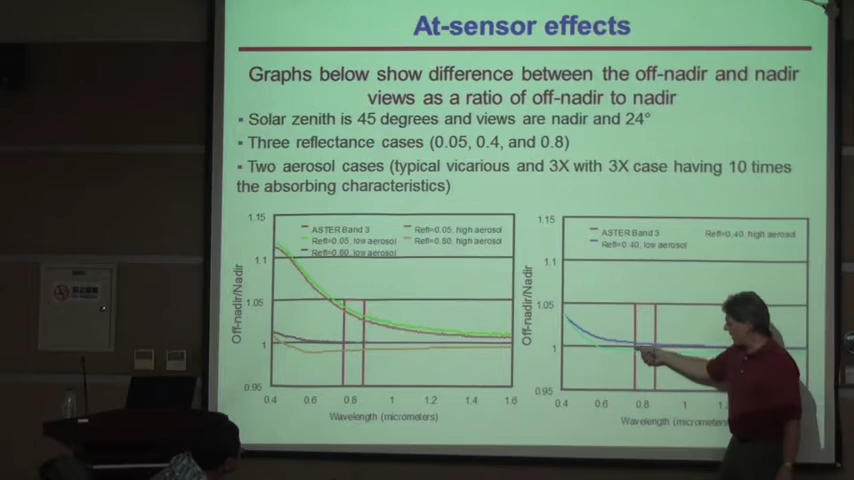 At-sensor effects
Graphs below show difference between the off-nadir and nadir
views as a ratio of off-nadir to nadir
▪ Solar zenith is 45 degrees and views are nadir and 24°
▪ Three reflectance cases (0.05, 0.4, and 0.8)
▪ Two aerosol cases (typical vicarious and 3X with 3X case having 10 times
the absorbing characteristics)
1.15
1.1
1.05
1
0.95
Off-nadir/Nadir
ASTER Band 3
Refl=0.05, high aerosol
Refl=0.05, low aerosol
Refl=0.80, high aerosol
Refl=0.80, low aerosol
0.4 0.6 0.8 1 1.2 1.4 1.6
Wavelength (micrometers)
1.15
1.1
1.05
1
0.95
Off-nadir/Nadir
ASTER Band 3
Refl=0.40, high aerosol
Refl=0.40, low aerosol
0.4 0.6 0.8 1
Wavelength (micrometers